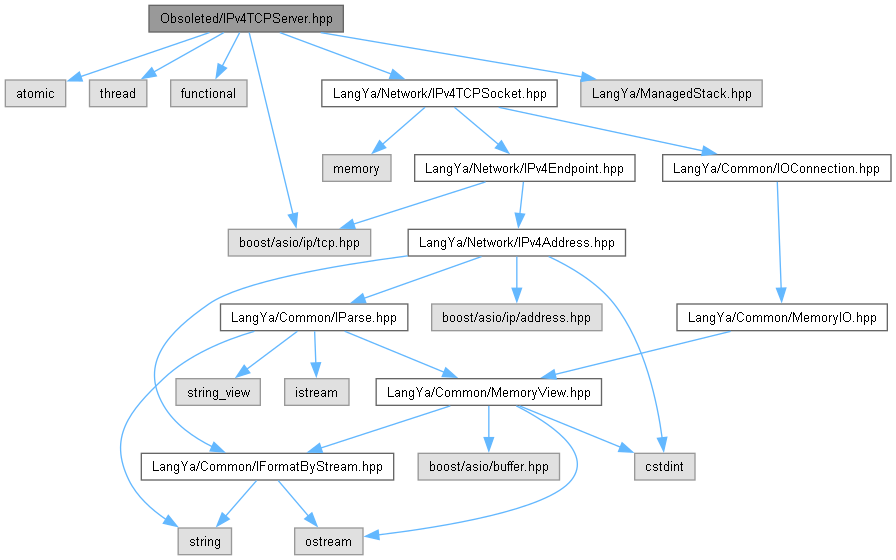 Obsoleted/IPv4TCPServer.hpp
atomic
thread
functional
LangYa/Network/IPv4TCPSocket.hpp
LangYa/ManagedStack.hpp
memory
LangYa/Network/IPv4Endpoint.hpp
LangYa/Common/IOConnection.hpp
boost/asio/ip/tcp.hpp
LangYa/Network/IPv4Address.hpp
LangYa/Common/IParse.hpp
boost/asio/ip/address.hpp
LangYa/Common/MemoryIO.hpp
string_view
istream
LangYa/Common/MemoryView.hpp
LangYa/Common/IFormatByStream.hpp
boost/asio/buffer.hpp
cstdint
string
ostream